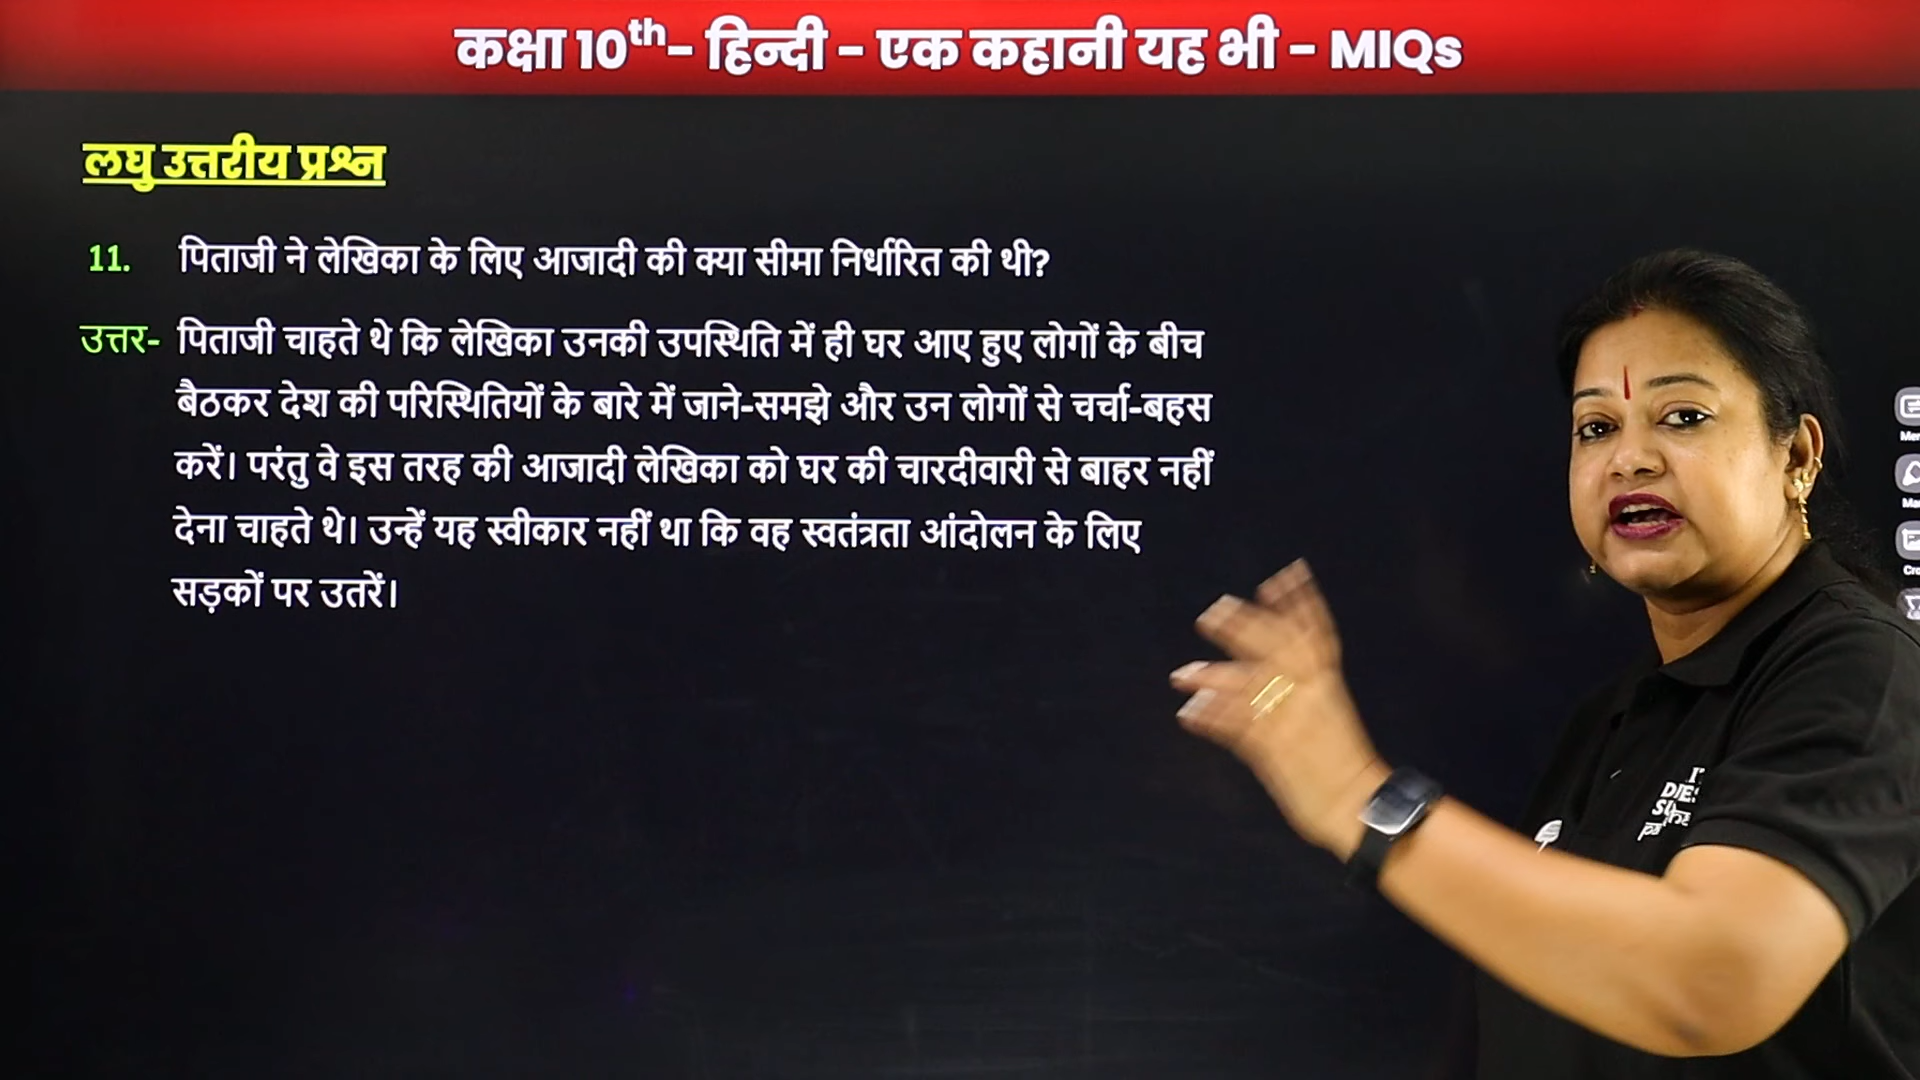 कक्षा 10th- हिन्दी - एक कहानी यह भी - MIQs
लघु उत्तरीय प्रश्न
11. पिताजी ने लेखिका के लिए आजादी की क्या सीमा निर्धारित की थी?
उत्तर- पिताजी चाहते थे कि लेखिका उनकी उपस्थिति में ही घर आए हुए लोगों के बीच
बैठकर देश की परिस्थितियों के बारे में जाने-समझे और उन लोगों से चर्चा-बहस
करें। परंतु वे इस तरह की आजादी लेखिका को घर की चारदीवारी से बाहर नहीं
देना चाहते थे। उन्हें यह स्वीकार नहीं था कि वह स्वतंत्रता आंदोलन के लिए
सड़कों पर उतरें।